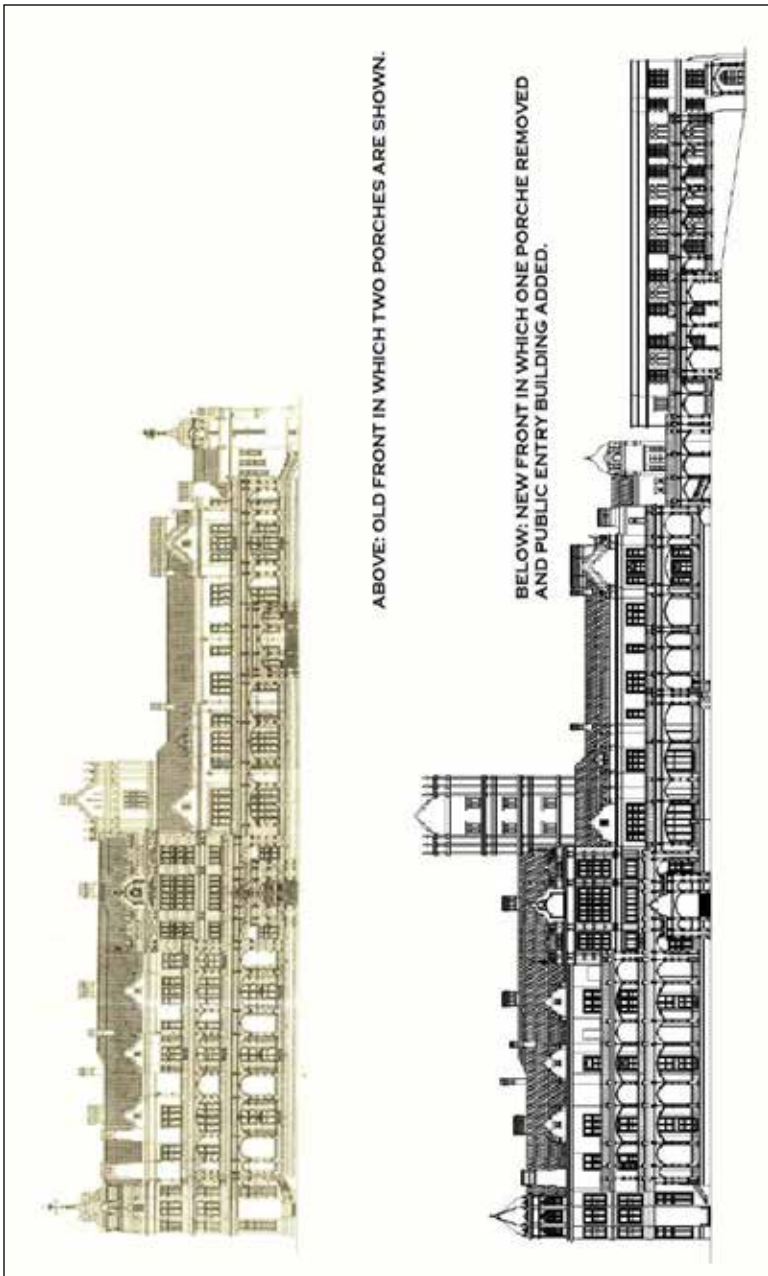 ABOVE: OLD FRONT IN WHICH TWO PORCHES ARE SHOWN.
BELOW: NEW FRONT IN WHICH ONE PORCHE REMOVED
AND PUBLIC ENTRY BUILDING ADDED.